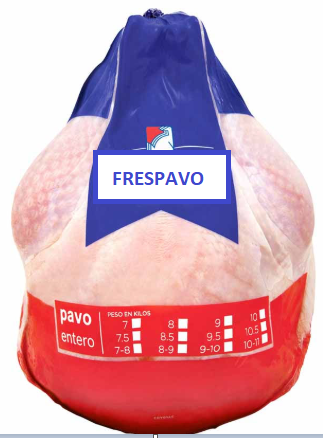 FRESPAVO
pavo
entero
PESO EN KILOS
7 8 9 10
7.5 8.5 9.5 10.5
7-8 8-9 9-10 10-11